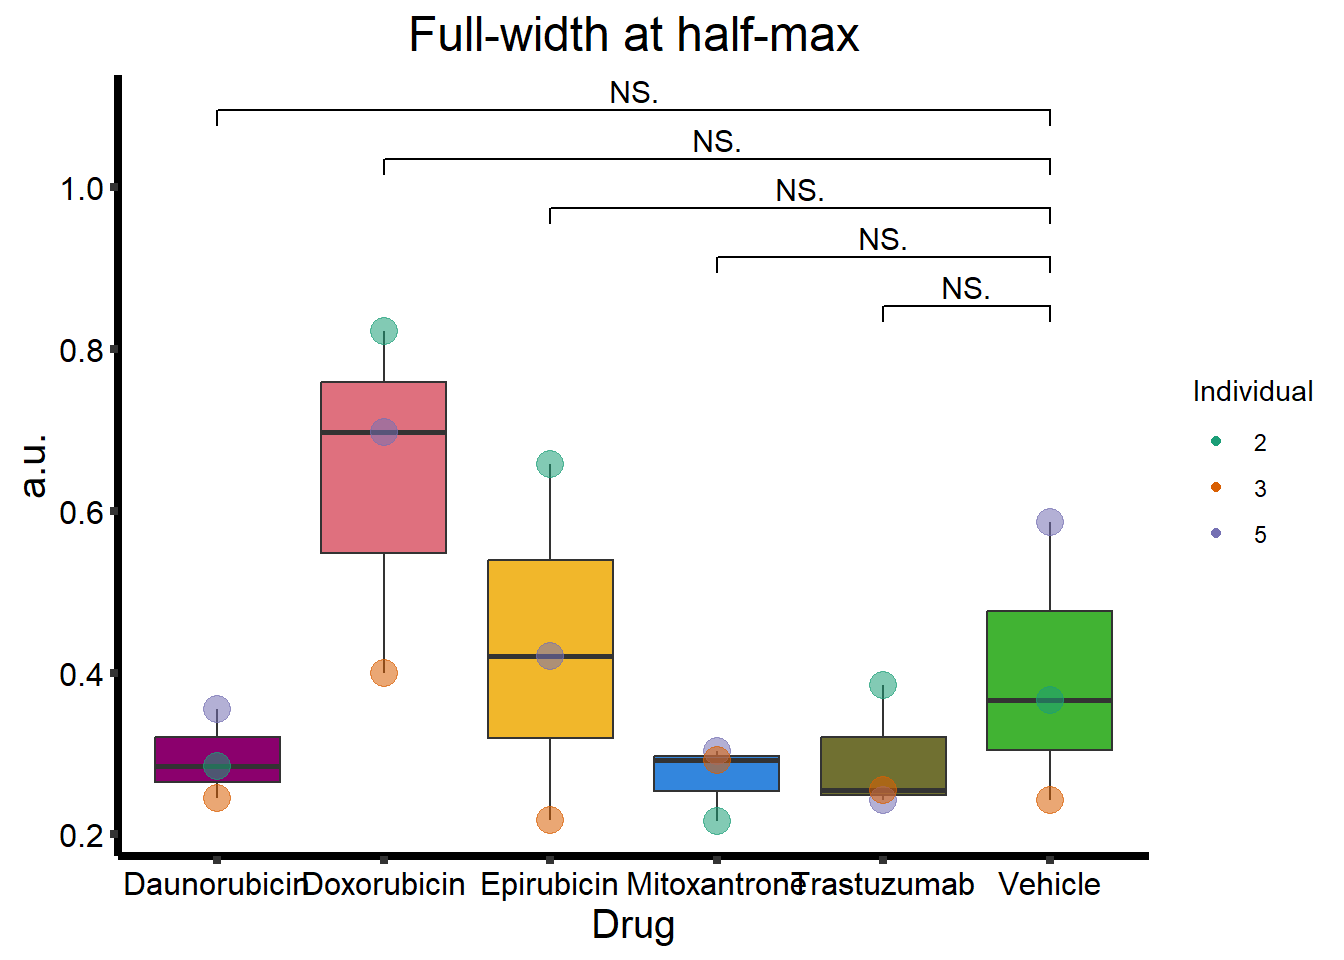 Full-width at half-max
NS.
NS.
NS.
NS.
NS.
1.0
0.8
0.6
0.4
0.2
a.u.
Daunorubicin Doxorubicin Epirubicin Mitoxantrone Trastuzumab Vehicle
Drug
Individual
2
3
5